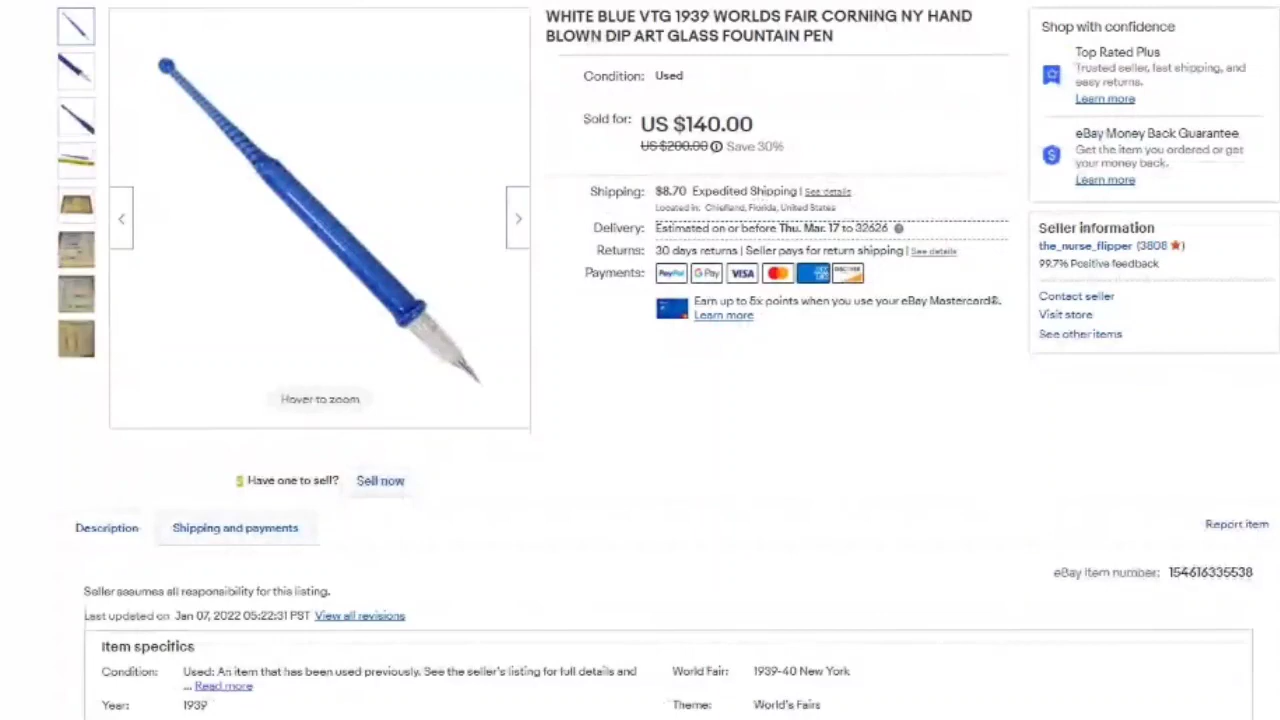 WHITE BLUE VTG 1939 WORLDS FAIR CORNING NY HAND
BLOWN DIP ART GLASS FOUNTAIN PEN
Condition: Used
Sold for: US $140.00
US $200.00 Save 30%
Shipping: $8.70 Expedited Shipping | See details
Located in: Chiefland, Florida, United States
Delivery: Estimated on or before Thu. Mar. 17 to 32626
Returns: 30 days returns | Seller pays for return shipping | See details
Payments: PayPal G Pay VISA DISCOVER
Earn up to 5x points when you use your eBay Mastercard®.
Learn more
Shop with confidence
Top Rated Plus
Trusted seller, fast shipping, and
easy returns.
Learn more
eBay Money Back Guarantee
Get the item you ordered or get
your money back.
Learn more
Seller information
the_nurse_flipper (3808)
99.7% Positive feedback
Contact seller
Visit store
See other items
Hover to zoom
Have one to sell? Sell now
Description Shipping and payments
Report item
eBay item number: 154616335538
Seller assumes all responsibility for this listing.
Last updated on Jan 07, 2022 05:22:31 PST View all revisions
Item specifics
Condition: Used: An item that has been used previously. See the seller's listing for full details and
... Read more
World Fair: 1939-40 New York
Year: 1939
Theme: World's Fairs